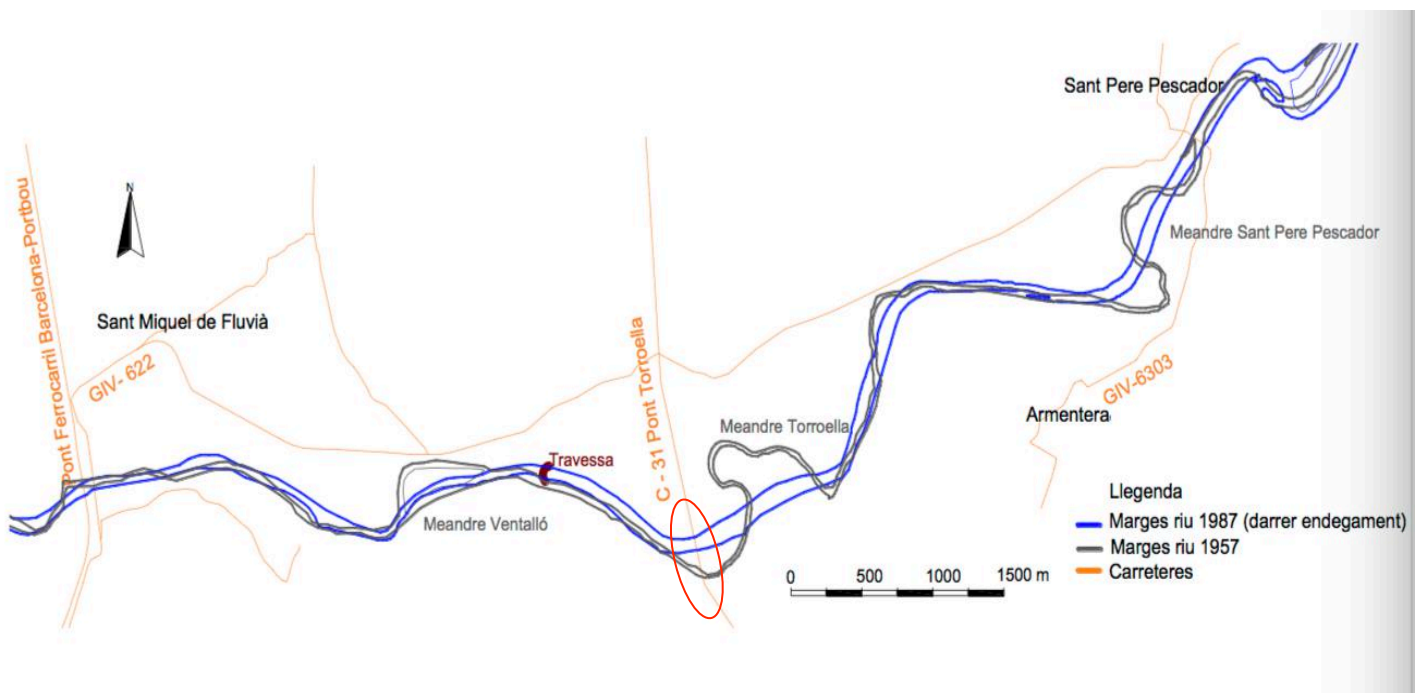 Sant Pere Pescador
N
Meandre Sant Pere Pescador
Pont Ferrocarril Barcelona-Portbou
Sant Miquel de Fluvià
GIV- 622
C - 31 Pont Torroella
GIV-6303
Armentera
Meandre Torroella
Travessa
Meandre Ventalló
Llegenda
Marges riu 1987 (darrer endegament)
Marges riu 1957
Carreteres
0 500 1000 1500 m